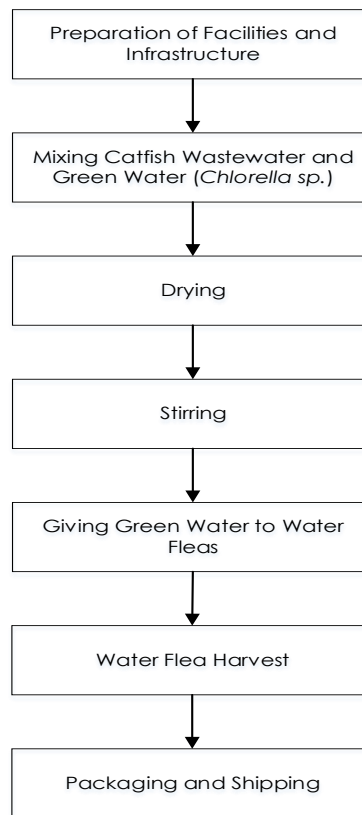 Preparation of Facilities and
Infrastructure
Mixing Catfish Wastewater and
Green Water (Chlorella sp.)
Drying
Stirring
Giving Green Water to Water
Fleas
Water Flea Harvest
Packaging and Shipping